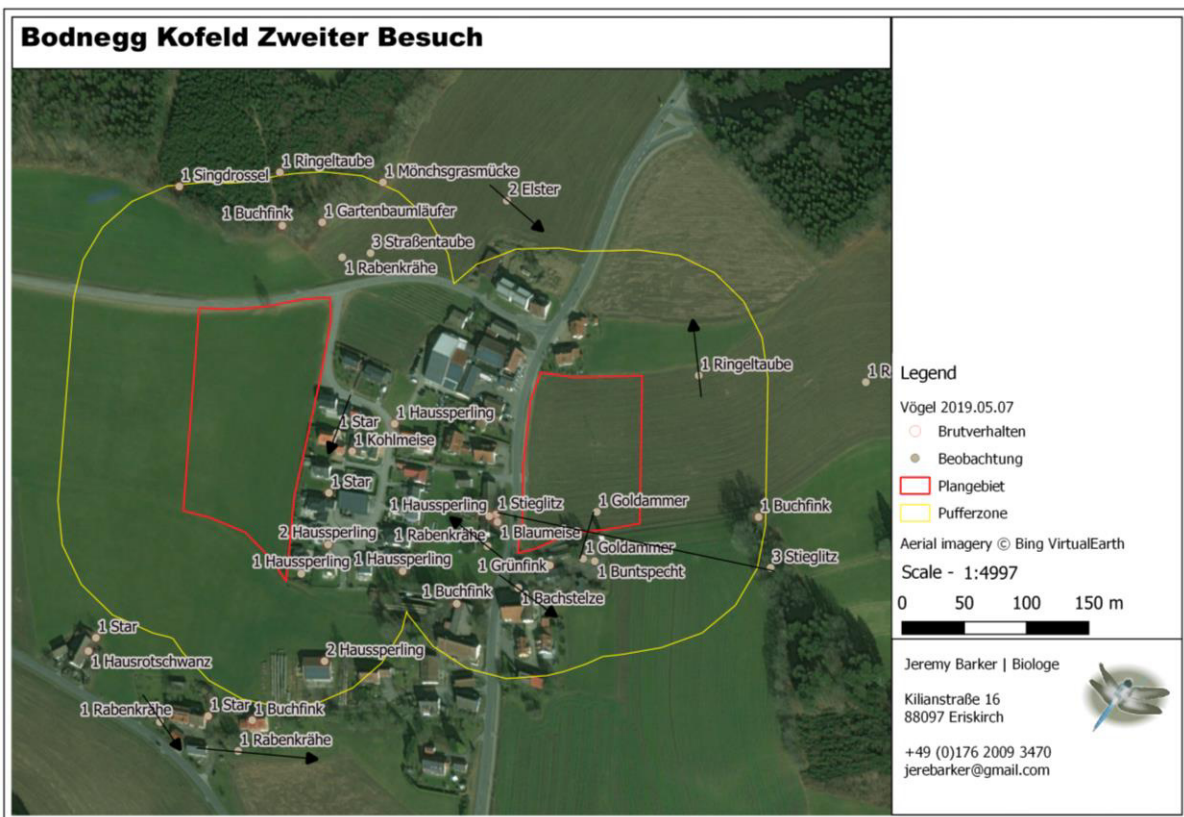 Bodnegg Kofeld Zweiter Besuch
1 Singdrossel
1 Ringeltaube
1 Mönchsgrasmücke
2 Elster
1 Buchfink
1 Gartenbaumläufer
3 Straßentaube
1 Rabenkrähe
1 Ringeltaube
1 Star
1 Haussperling
1 Kohlmeise
1 Star
1 Haussperling
1 Stieglitz
1 Goldammer
1 Buchfink
2 Haussperling
1 Rabenkrähe
1 Blaumeise
1 Goldammer
3 Stieglitz
1 Haussperling
1 Haussperling
1 Grünfink
1 Buntspecht
1 Buchfink
1 Bachstelze
1 Star
1 Hausrotschwanz
2 Haussperling
1 Rabenkrähe
1 Star
1 Buchfink
1 Rabenkrähe
1 R
Legend
Vögel 2019.05.07
Brutverhalten
Beobachtung
Plangebiet
Pufferzone
Aerial imagery © Bing VirtualEarth
Scale - 1:4997
0 50 100 150 m
Jeremy Barker | Biologe
Kilianstraße 16
88097 Eriskirch
+49 (0)176 2009 3470
jerebarker@gmail.com